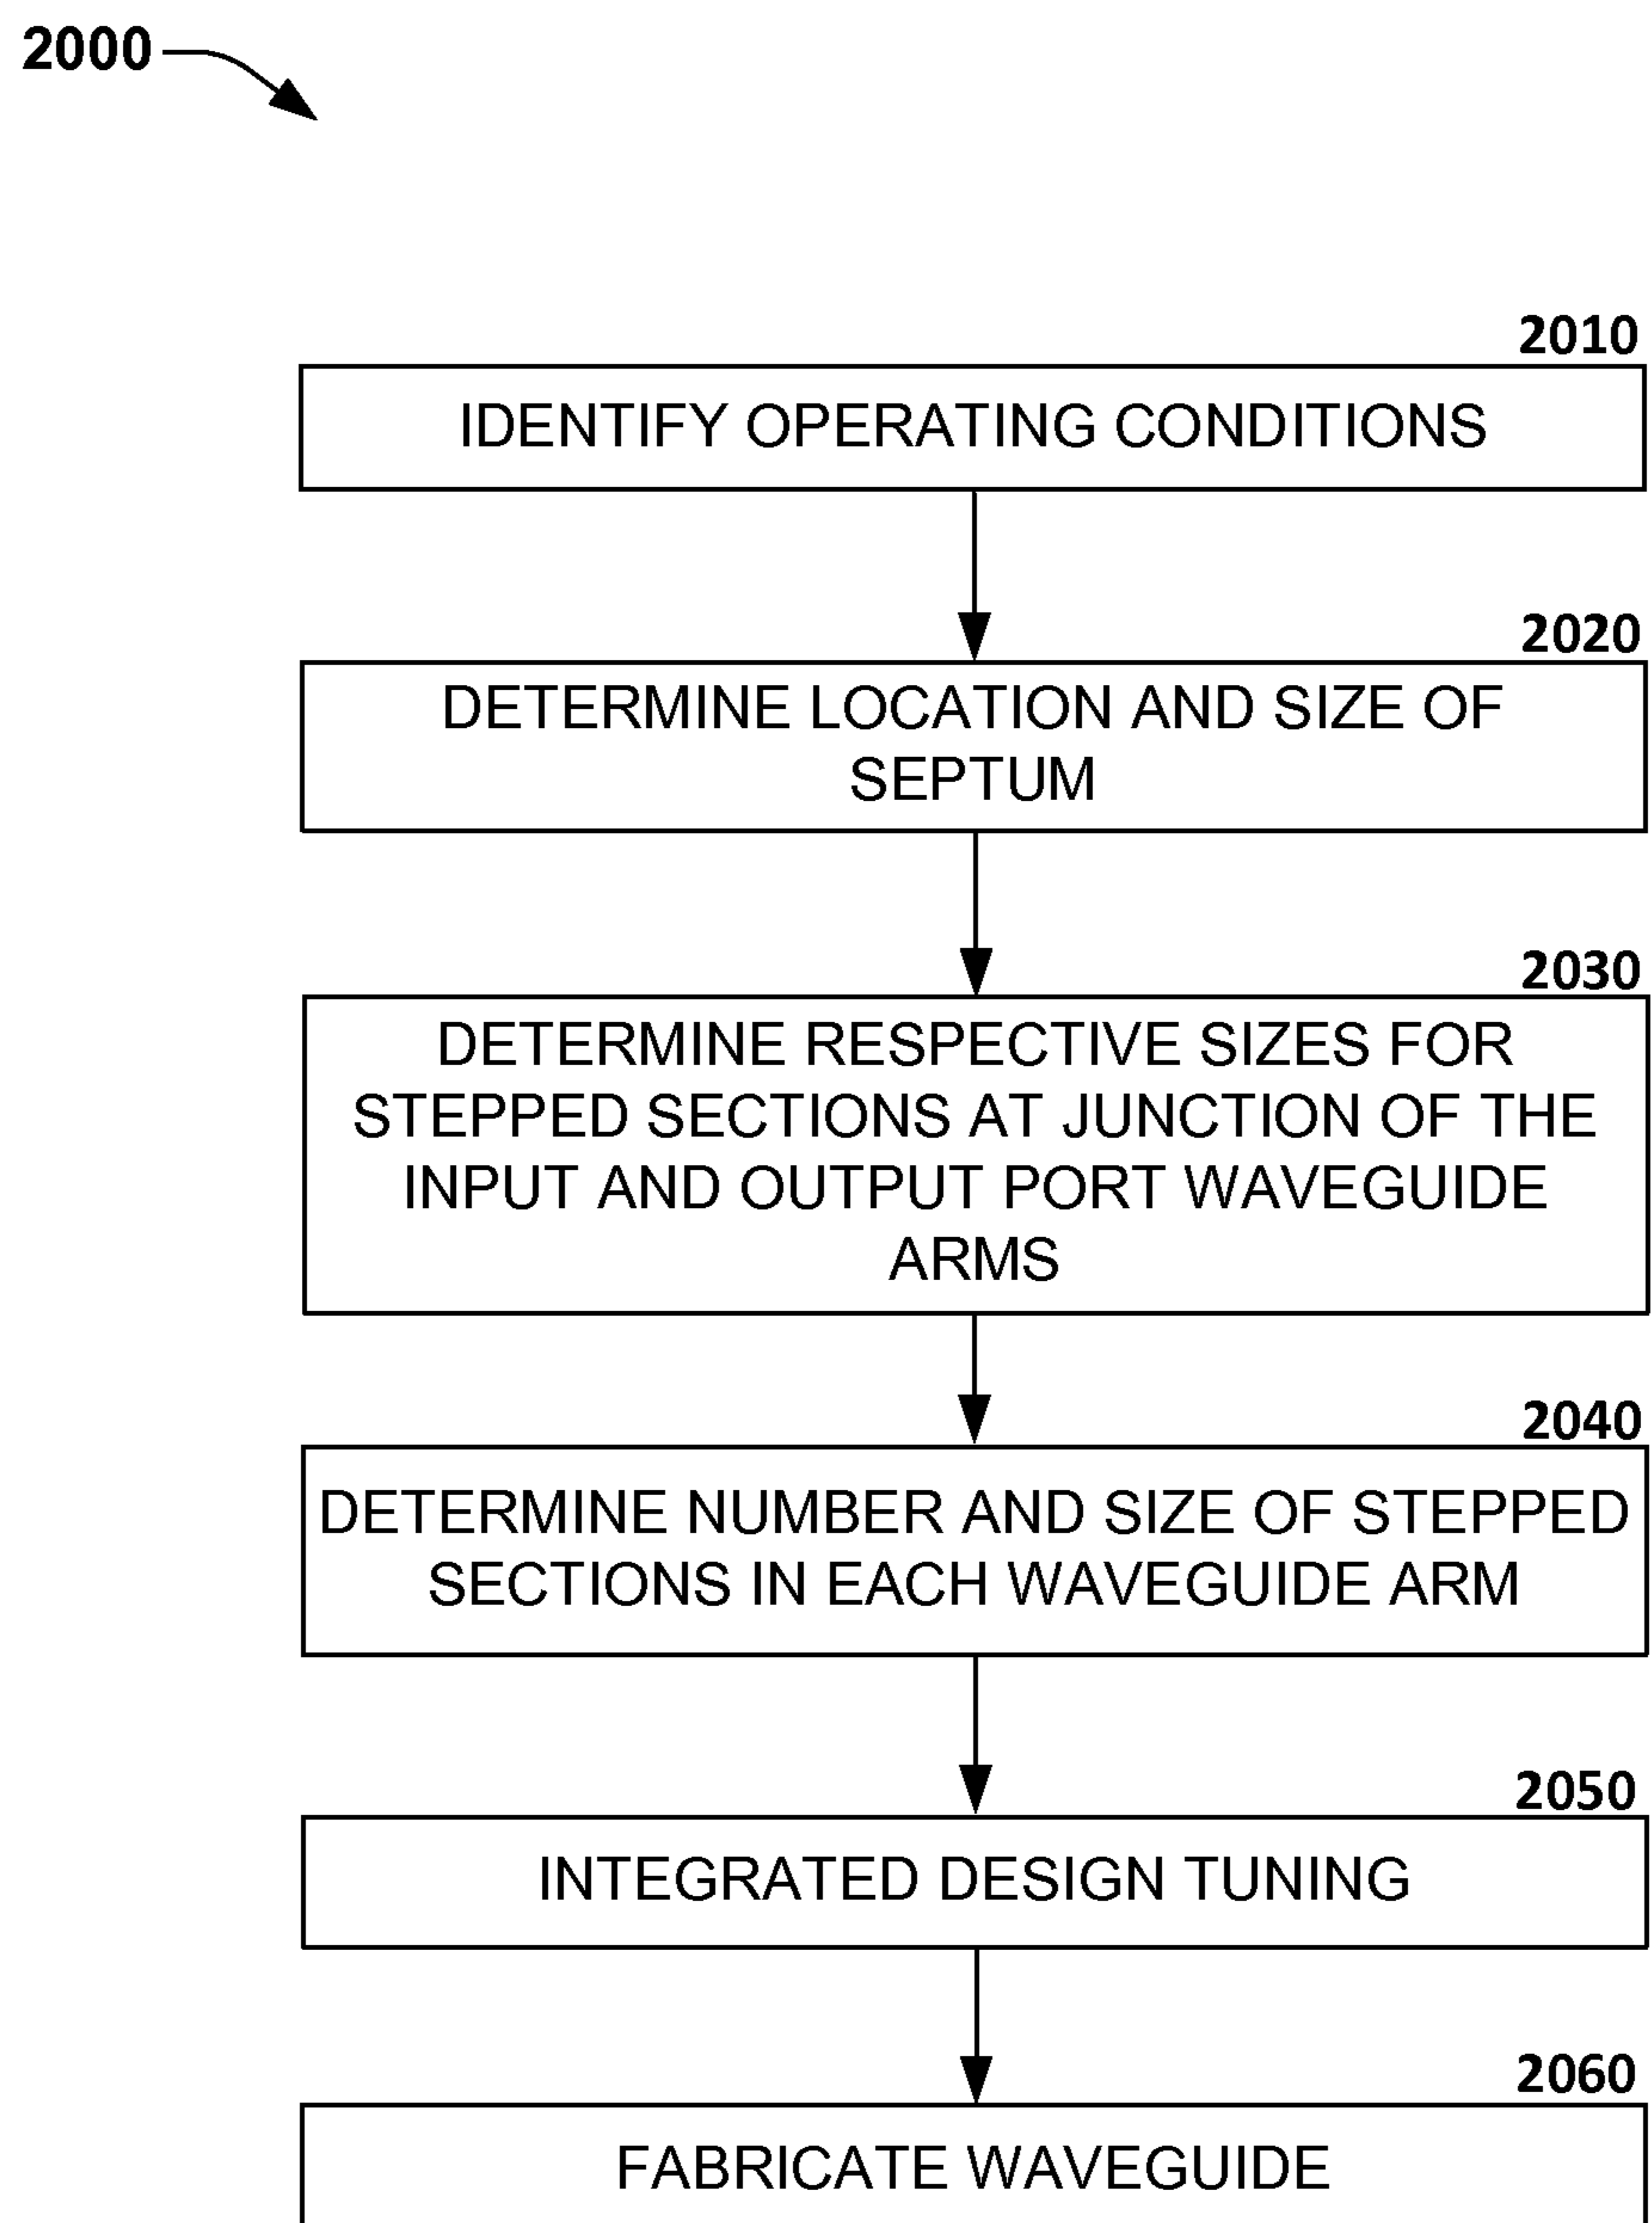 2000
2010
IDENTIFY OPERATING CONDITIONS
2020
DETERMINE LOCATION AND SIZE OF
SEPTUM
2030
DETERMINE RESPECTIVE SIZES FOR
STEPPED SECTIONS AT JUNCTION OF THE
INPUT AND OUTPUT PORT WAVEGUIDE
ARMS
2040
DETERMINE NUMBER AND SIZE OF STEPPED
SECTIONS IN EACH WAVEGUIDE ARM
2050
INTEGRATED DESIGN TUNING
2060
FABRICATE WAVEGUIDE